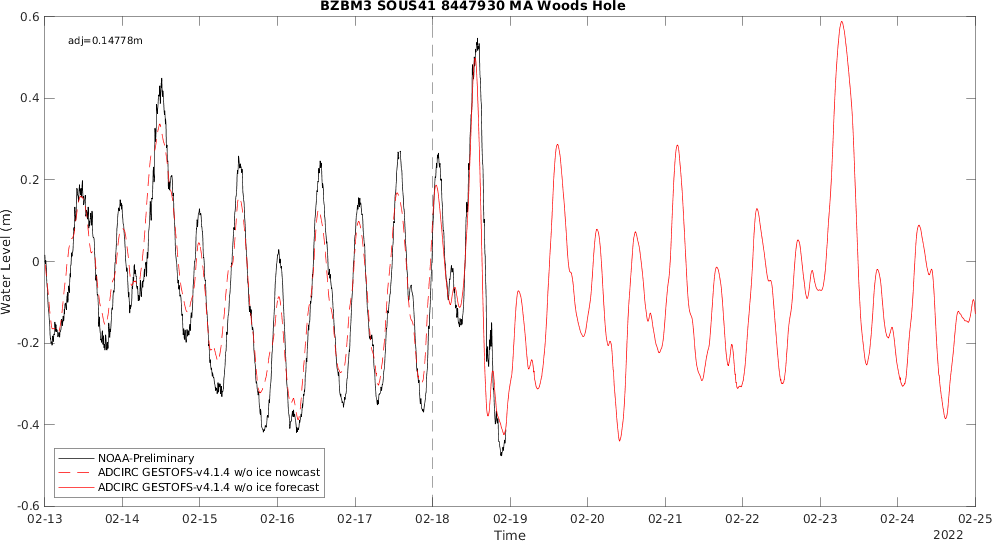 BZBM3 SOUS41 8447930 MA Woods Hole
adj=0.14778m
0.6
0.4
0.2
0
-0.2
-0.4
-0.6
Water Level (m)
NOAA-Preliminary
ADCIRC GESTOFS-v4.1.4 w/o ice nowcast
ADCIRC GESTOFS-v4.1.4 w/o ice forecast
02-13 02-14 02-15 02-16 02-17 02-18 02-19 02-20 02-21 02-22 02-23 02-24 02-25
Time
2022